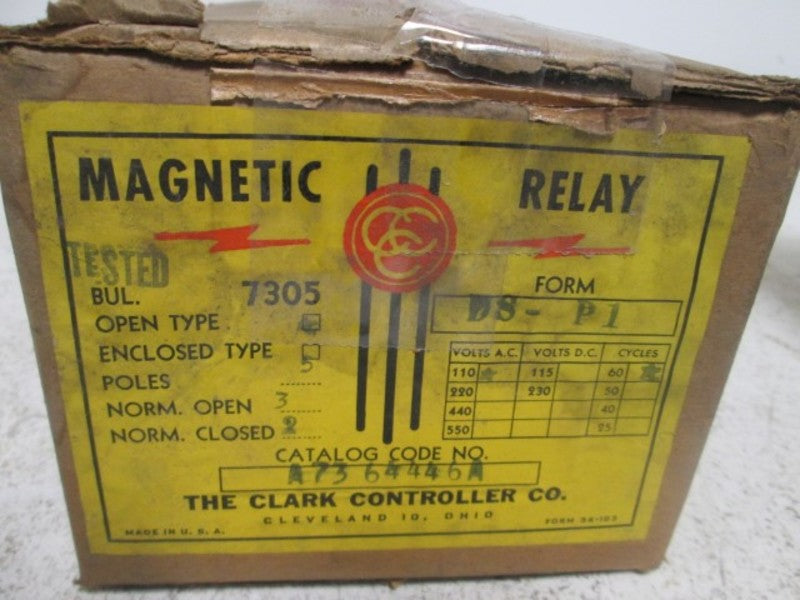 MAGNETIC RELAY
CCC
TESTED
BUL. 7305
OPEN TYPE
ENCLOSED TYPE
POLES 5
NORM. OPEN 3
NORM. CLOSED 2
FORM
D8- P1
VOLTS A.C. VOLTS D.C. CYCLES
110 115 60
220 230 50
440 40
550 25
CATALOG CODE NO.
A73 64446A
THE CLARK CONTROLLER CO.
CLEVELAND 10, OHIO
MADE IN U. S. A.